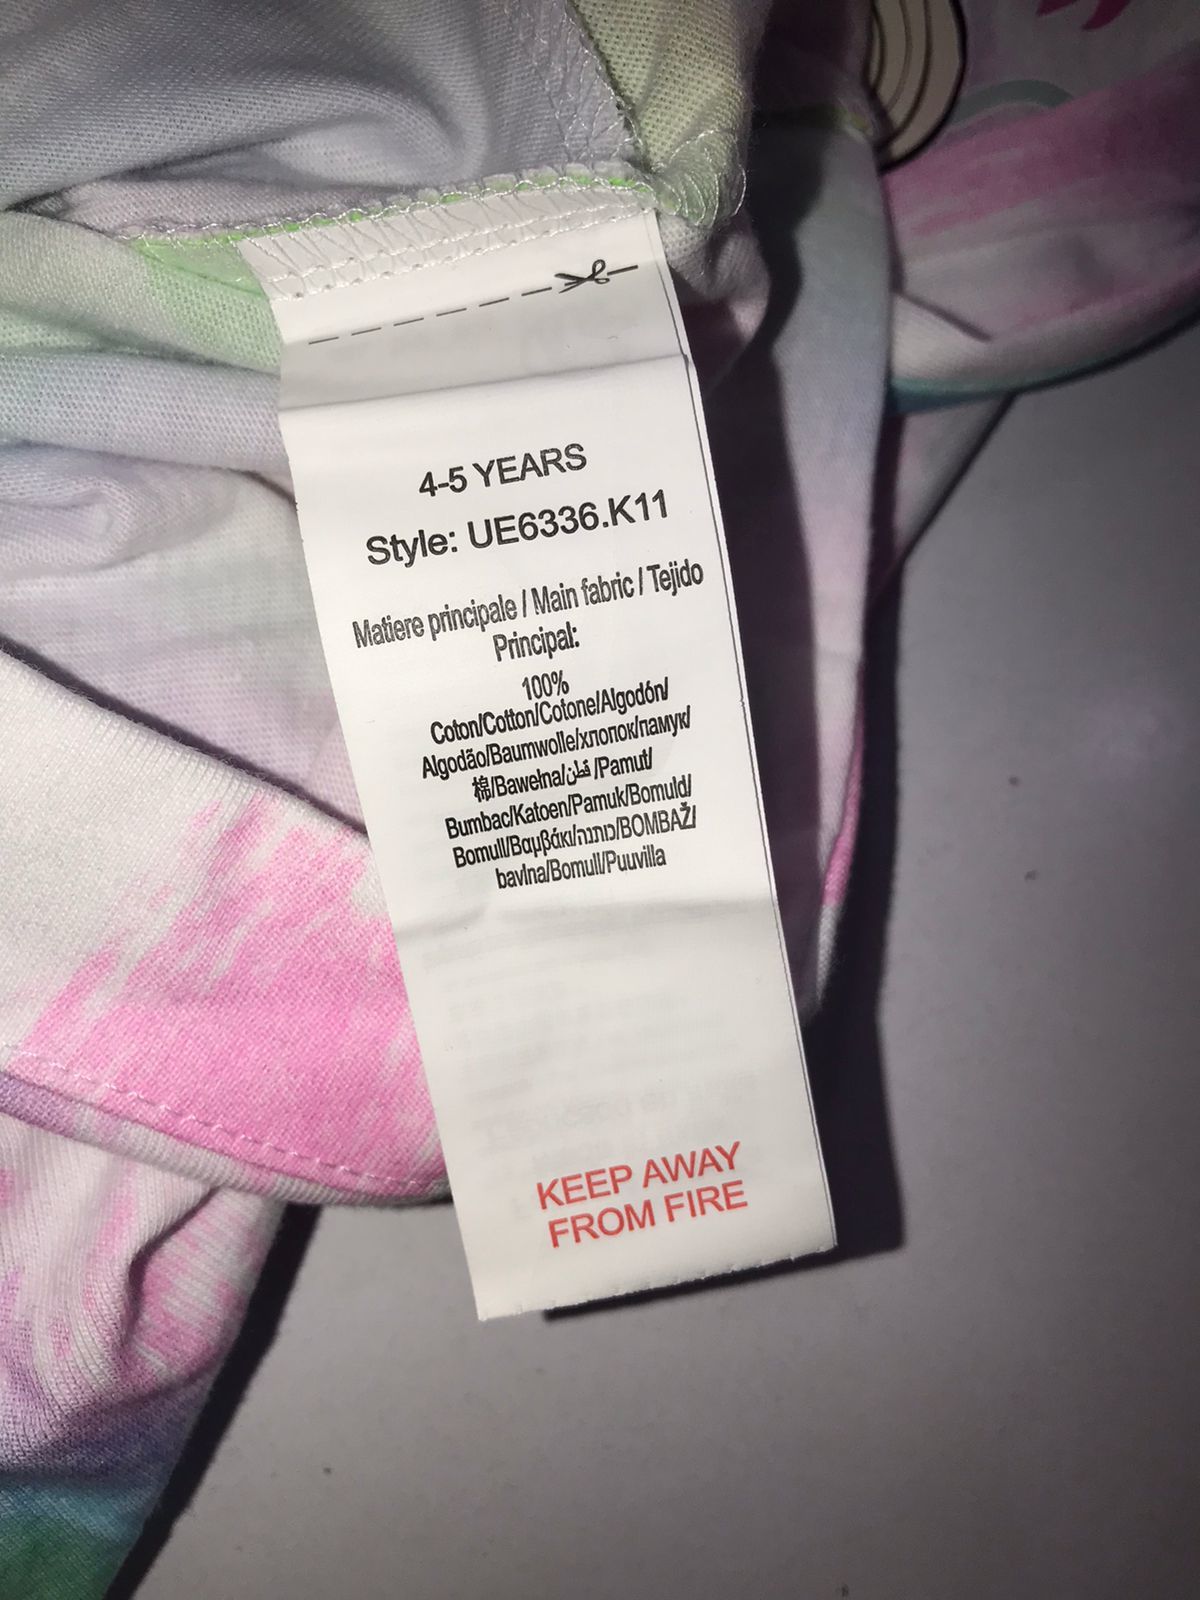 4-5 YEARS
Style: UE6336.K11
Matiere principale / Main fabric / Tejido
Principal:
100%
Coton/Cotton/Cotone/Algodón/
Algodão/Baumwolle/хлопок/памук/
棉/Bawełna/قطن/Pamut/
Bumbac/Katoen/Pamuk/Bomuld/
Bomull/Βαμβάκι/כותנה/BOMBAŽ/
bavlna/Bomull/Puuvilla
KEEP AWAY
FROM FIRE